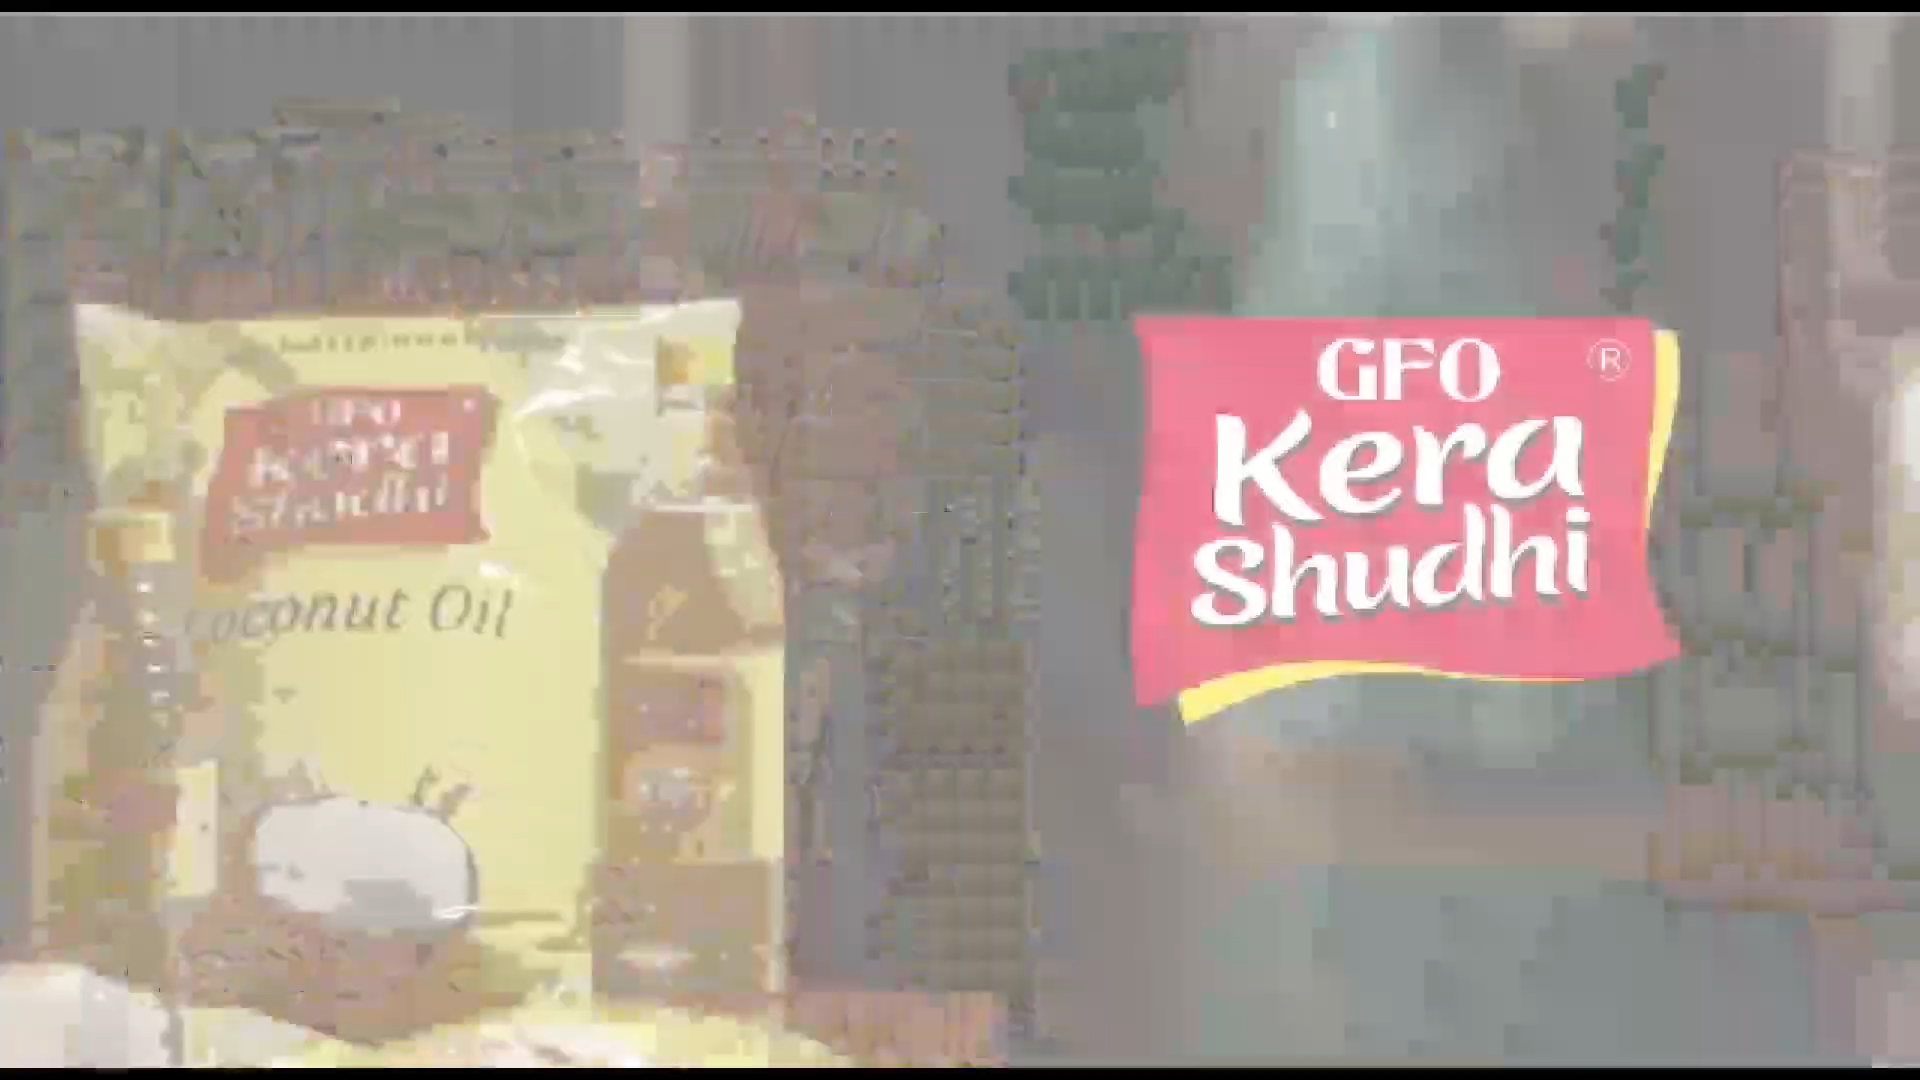 GFO
Kera
Shudhi
Coconut Oil
GFO ®
Kera
Shudhi